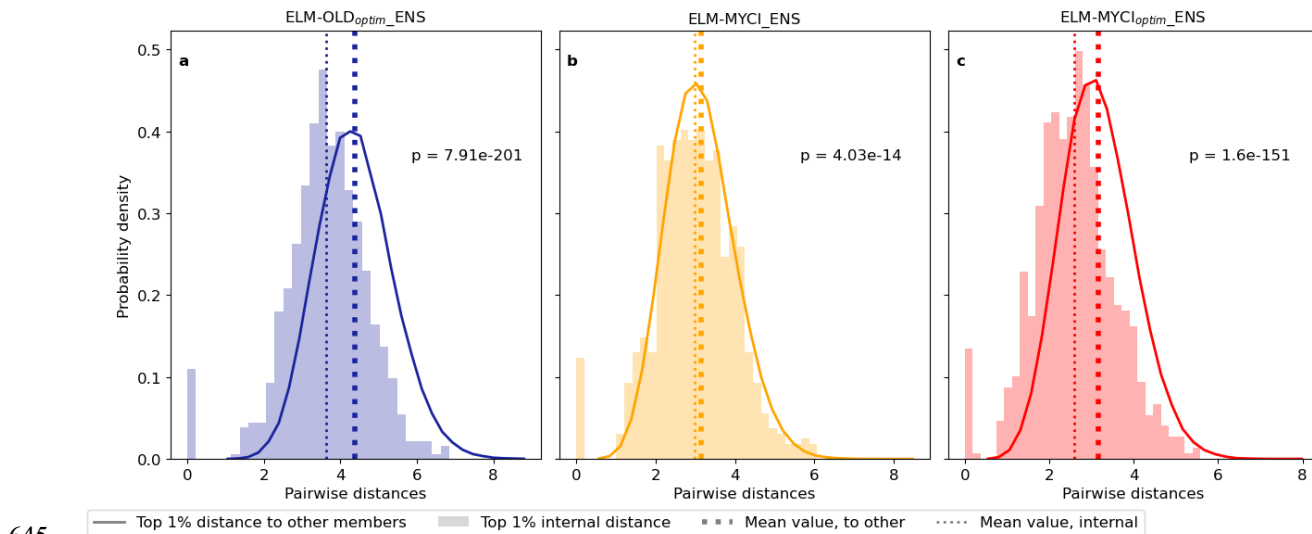 ELM-OLDoptim_ENS
ELM-MYCI_ENS
ELM-MYCIoptim_ENS
Probability density
0.5
0.4
0.3
0.2
0.1
0.0
a
p = 7.91e-201
0 2 4 6 8
Pairwise distances
b
p = 4.03e-14
0 2 4 6 8
Pairwise distances
c
p = 1.6e-151
0 2 4 6 8
Pairwise distances
Top 1% distance to other members Top 1% internal distance Mean value, to other Mean value, internal
645